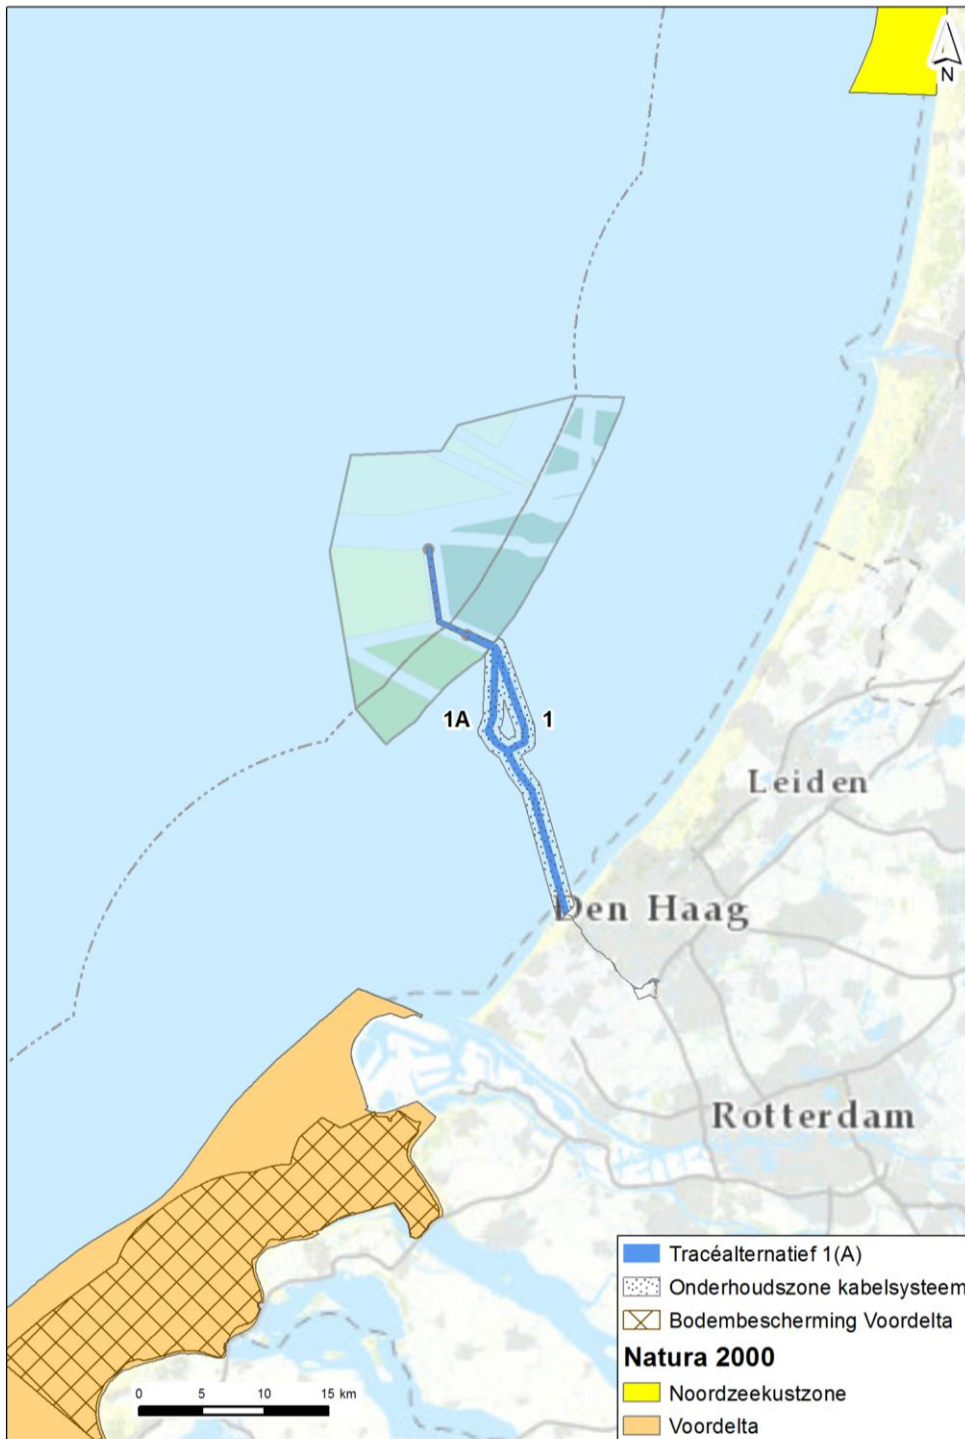 N
1A
1
Leiden
Den Haag
Rotterdam
Tracéalternatief 1(A)
Onderhoudszone kabelsysteem
Bodembescherming Voordelta
Natura 2000
Noordzeekustzone
Voordelta
0 5 10 15 km